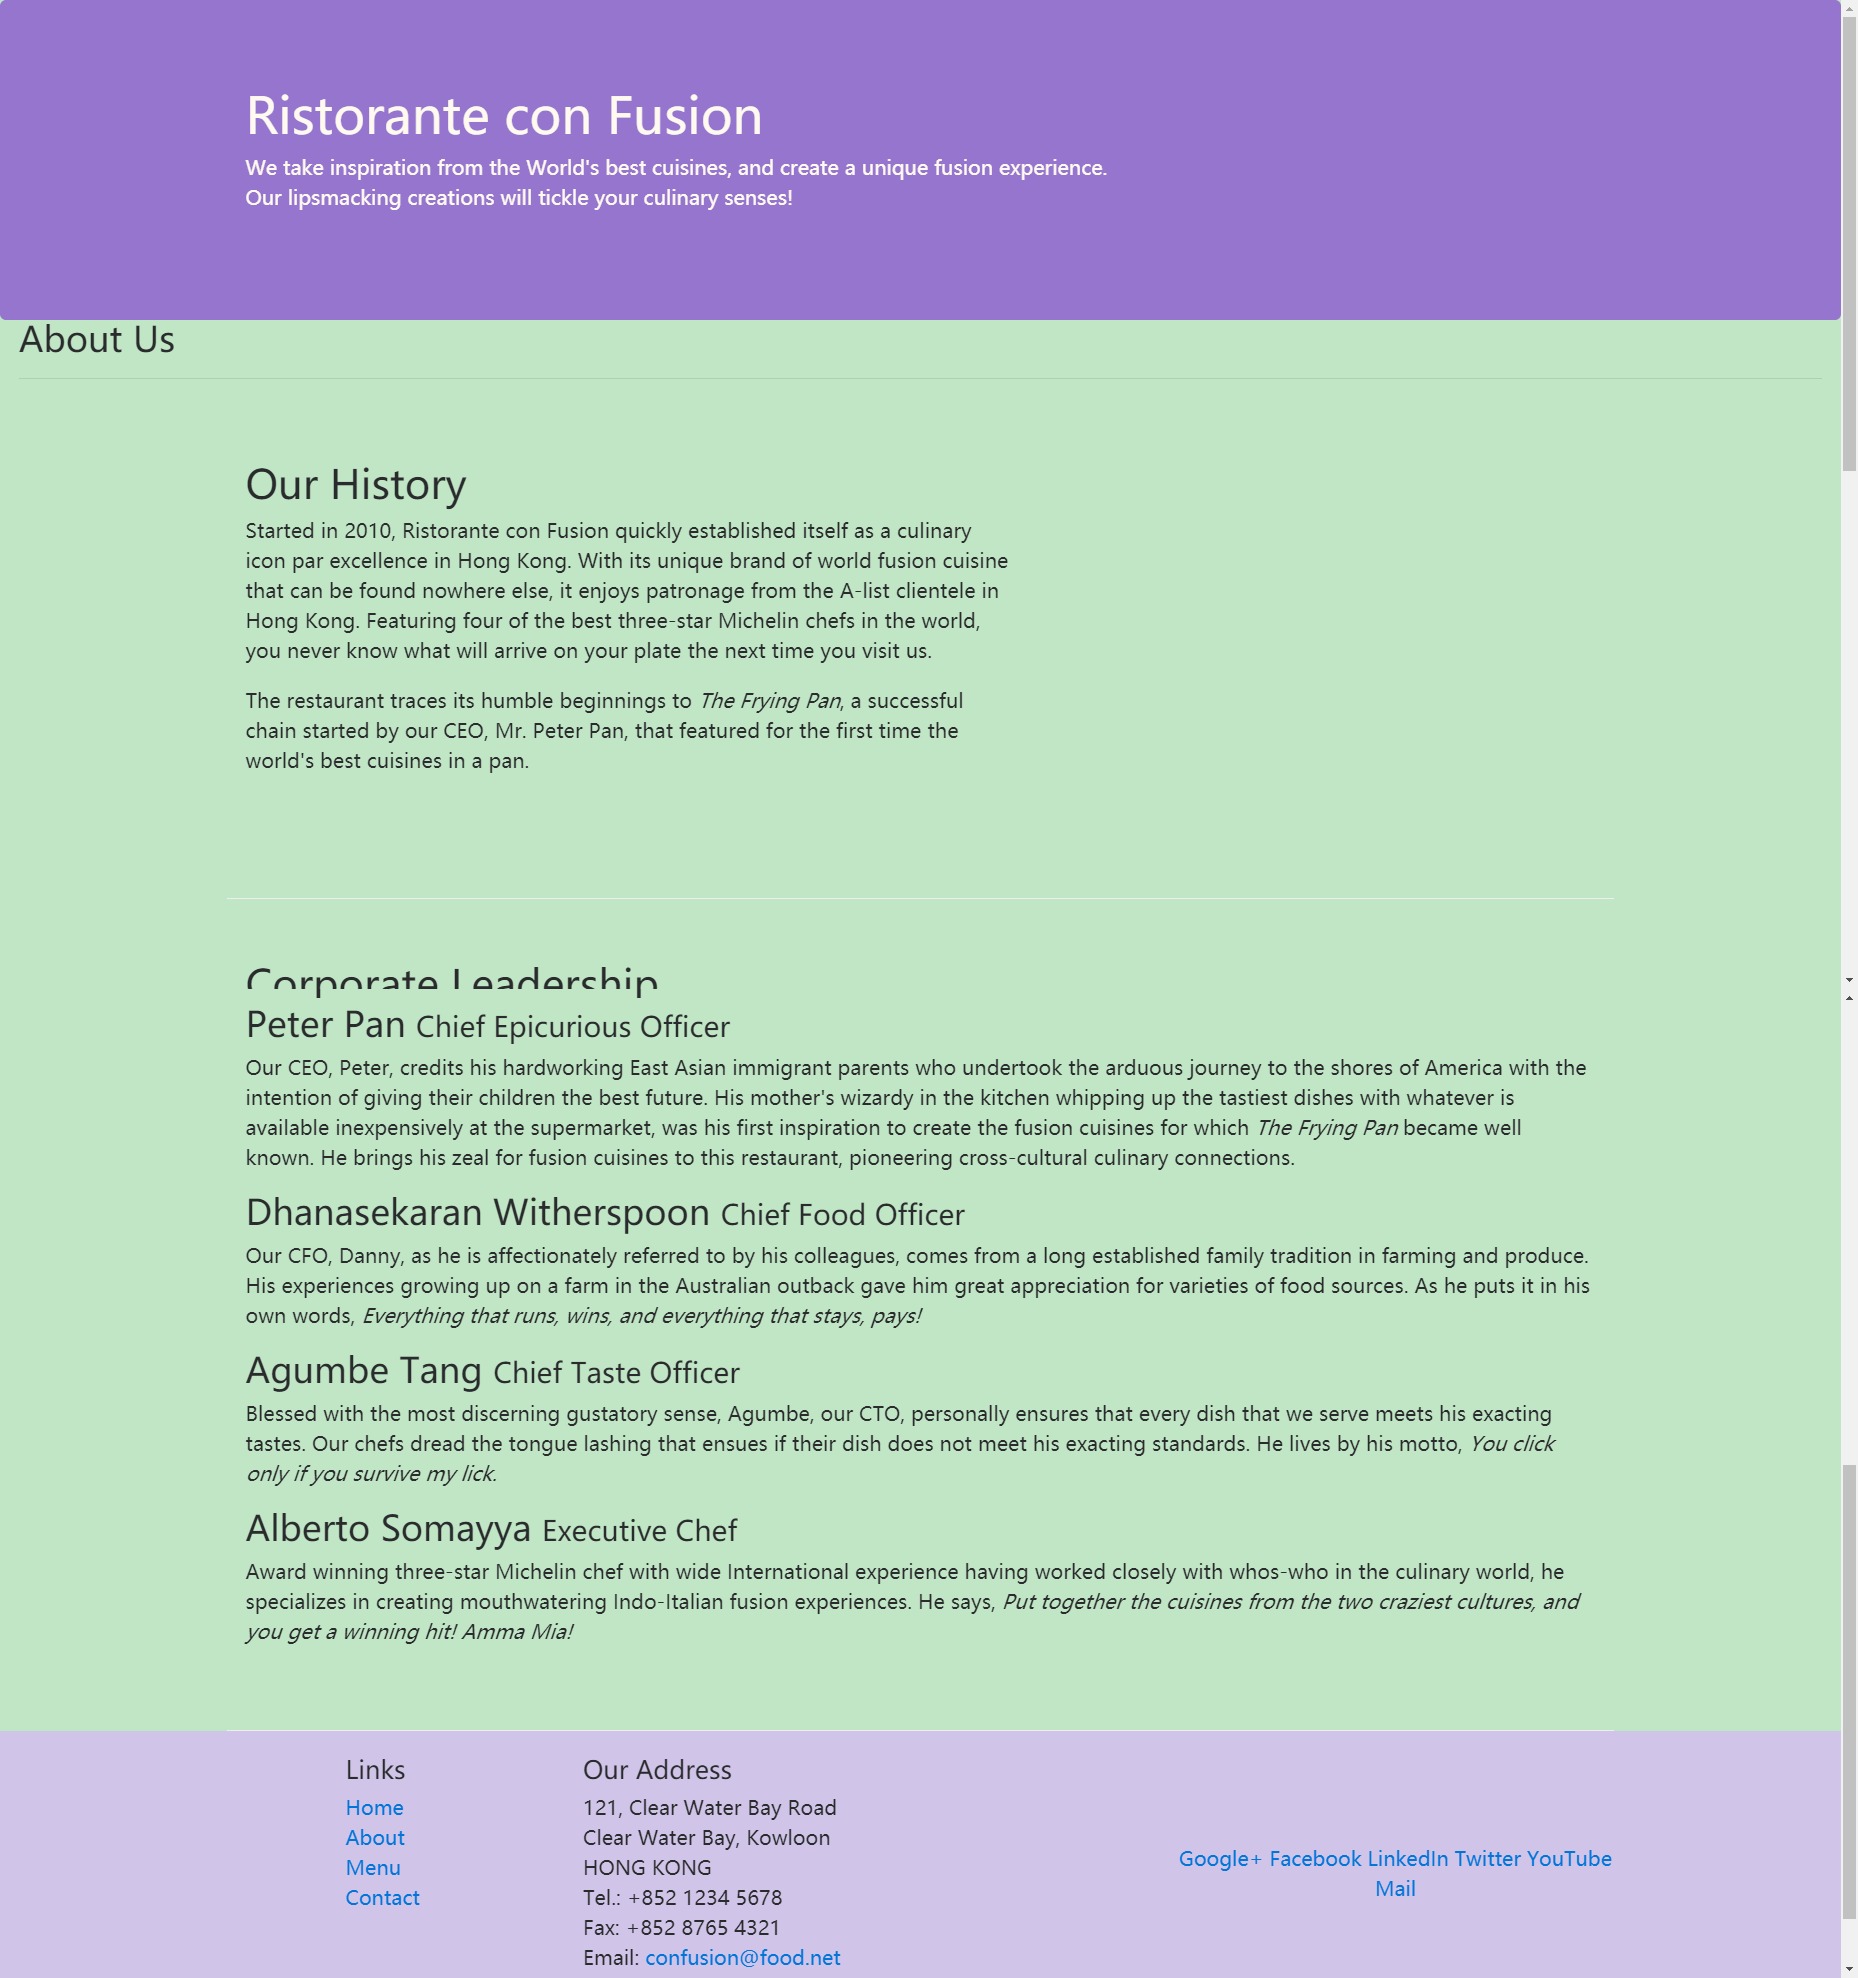 Ristorante con Fusion
We take inspiration from the World's best cuisines, and create a unique fusion experience.
Our lipsmacking creations will tickle your culinary senses!
About Us
Our History
Started in 2010, Ristorante con Fusion quickly established itself as a culinary
icon par excellence in Hong Kong. With its unique brand of world fusion cuisine
that can be found nowhere else, it enjoys patronage from the A-list clientele in
Hong Kong. Featuring four of the best three-star Michelin chefs in the world,
you never know what will arrive on your plate the next time you visit us.
The restaurant traces its humble beginnings to The Frying Pan, a successful
chain started by our CEO, Mr. Peter Pan, that featured for the first time the
world's best cuisines in a pan.
Corporate Leadership
Peter Pan Chief Epicurious Officer
Our CEO, Peter, credits his hardworking East Asian immigrant parents who undertook the arduous journey to the shores of America with the
intention of giving their children the best future. His mother's wizardy in the kitchen whipping up the tastiest dishes with whatever is
available inexpensively at the supermarket, was his first inspiration to create the fusion cuisines for which The Frying Pan became well
known. He brings his zeal for fusion cuisines to this restaurant, pioneering cross-cultural culinary connections.
Dhanasekaran Witherspoon Chief Food Officer
Our CFO, Danny, as he is affectionately referred to by his colleagues, comes from a long established family tradition in farming and produce.
His experiences growing up on a farm in the Australian outback gave him great appreciation for varieties of food sources. As he puts it in his
own words, Everything that runs, wins, and everything that stays, pays!
Agumbe Tang Chief Taste Officer
Blessed with the most discerning gustatory sense, Agumbe, our CTO, personally ensures that every dish that we serve meets his exacting
tastes. Our chefs dread the tongue lashing that ensues if their dish does not meet his exacting standards. He lives by his motto, You click
only if you survive my lick.
Alberto Somayya Executive Chef
Award winning three-star Michelin chef with wide International experience having worked closely with whos-who in the culinary world, he
specializes in creating mouthwatering Indo-Italian fusion experiences. He says, Put together the cuisines from the two craziest cultures, and
you get a winning hit! Amma Mia!
Links
Home
About
Menu
Contact
Our Address
121, Clear Water Bay Road
Clear Water Bay, Kowloon
HONG KONG
Tel.: +852 1234 5678
Fax: +852 8765 4321
Email: confusion@food.net
Google+ Facebook LinkedIn Twitter YouTube
Mail